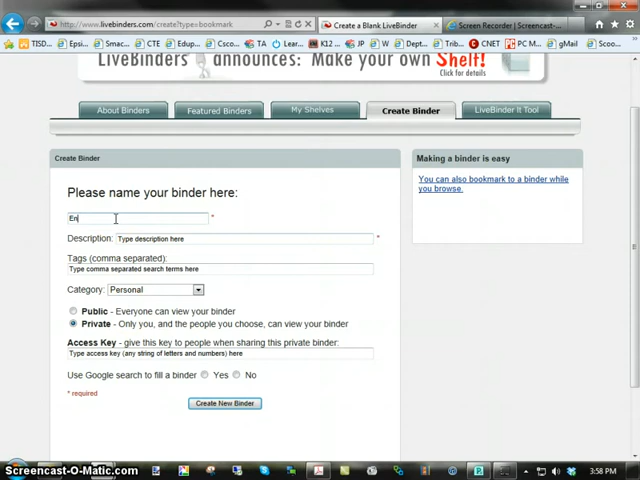 http://www.livebinders.com/create?type=bookmark
Create a Blank LiveBinder
Screen Recorder | Screencast-...
TISD...
Epsi...
Smac...
CTE
Edup...
Csco...
TA
Lear...
K12 ...
JP
W
Tech...
Dist...
Trib...
CNET
PC M...
gMail
Scoo...
LiveBinders announces: Make your own Shelf!
Click for details
About Binders
Featured Binders
My Shelves
Create Binder
LiveBinder It Tool
Create Binder
Making a binder is easy
Please name your binder here:
You can also bookmark to a binder while
you browse.
En *
Description: Type description here *
Tags (comma separated):
Type comma separated search terms here
Category: Personal
Public - Everyone can view your binder
Private - Only you, and the people you choose, can view your binder
Access Key - give this key to people when sharing this private binder:
Type access key (any string of letters and numbers) here
Use Google search to fill a binder Yes No
* required
Create New Binder
Screencast-O-Matic.com
3:58 PM